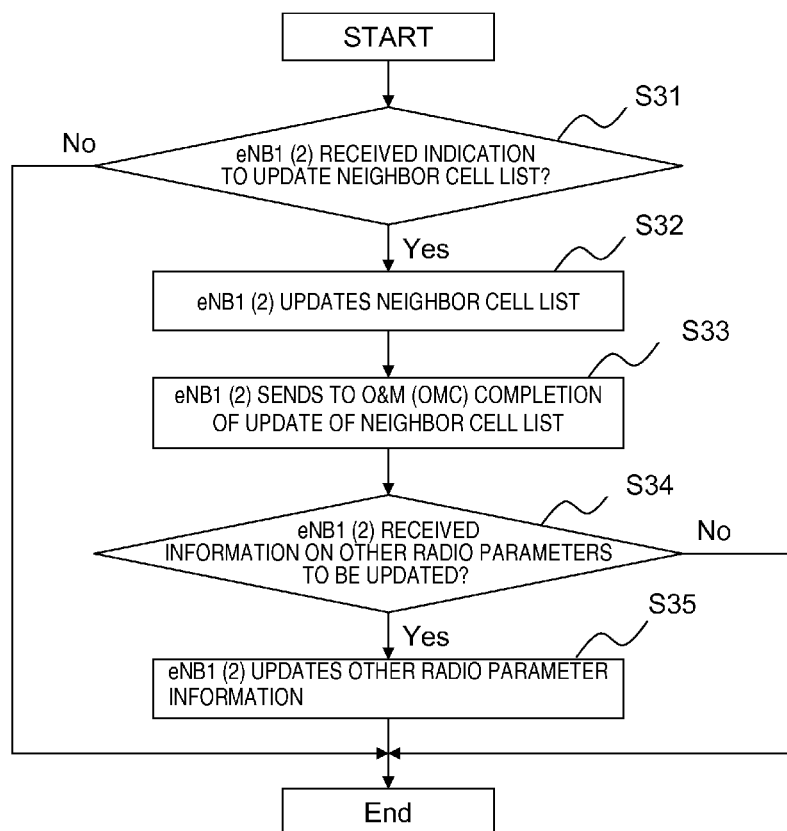 START
S31
No
eNB1 (2) RECEIVED INDICATION
TO UPDATE NEIGHBOR CELL LIST?
Yes
S32
eNB1 (2) UPDATES NEIGHBOR CELL LIST
S33
eNB1 (2) SENDS TO O&M (OMC) COMPLETION
OF UPDATE OF NEIGHBOR CELL LIST
S34
eNB1 (2) RECEIVED
INFORMATION ON OTHER RADIO PARAMETERS
TO BE UPDATED?
No
Yes
S35
eNB1 (2) UPDATES OTHER RADIO PARAMETER
INFORMATION
End